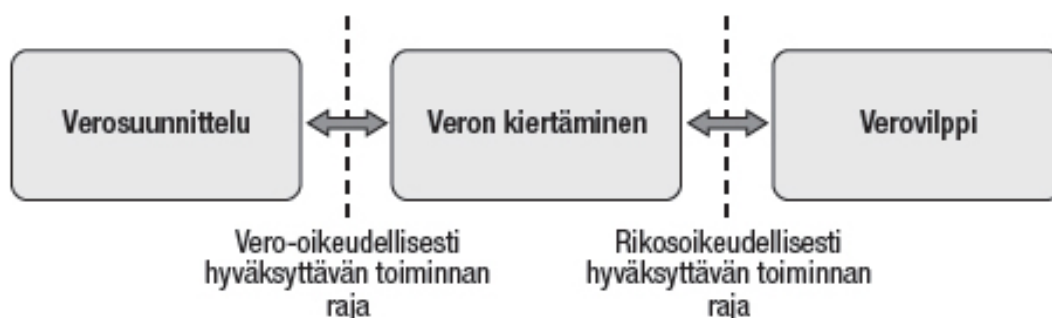 Verosuunnittelu
Veron kiertäminen
Verovilppi
Vero-oikeudellisesti
hyväksyttävän toiminnan
raja
Rikosoikeudellisesti
hyväksyttävän toiminnan
raja